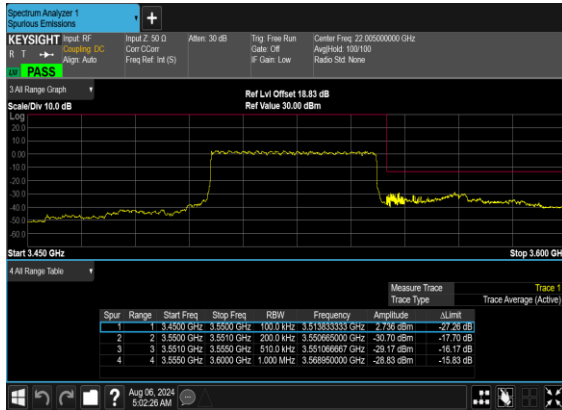 Spectrum Analyzer 1
Spurious Emissions
+
KEYSIGHT Input: RF Input Z: 50 Ω Atten: 30 dB Trig: Free Run Center Freq: 22.005000000 GHz
R T Coupling: DC Corr CCorr Gate: Off Avg|Hold: 100/100
Align: Auto Freq Ref: Int (S) IF Gain: Low Radio Std: None
PASS
3 All Range Graph
Ref Lvl Offset 18.83 dB
Scale/Div 10.0 dB Ref Value 30.00 dBm
Log
20.0
10.0
0.00
-10.0
-20.0
-30.0
-40.0
-50.0
-60.0
Start 3.450 GHz Stop 3.600 GH
4 All Range Table
Measure Trace Trace 1
Trace Type Trace Average (Active)
Spur Range Start Freq Stop Freq RBW Frequency Amplitude ΔLimit
1 1 3.4500 GHz 3.5500 GHz 100.0 kHz 3.513833333 GHz 2.736 dBm -27.26 dB
2 2 3.5500 GHz 3.5510 GHz 200.0 kHz 3.550665000 GHz -30.70 dBm -17.70 dB
3 3 3.5510 GHz 3.5550 GHz 510.0 kHz 3.551066667 GHz -29.17 dBm -16.17 dB
4 4 3.5550 GHz 3.6000 GHz 1.000 MHz 3.568950000 GHz -28.83 dBm -15.83 dB
? Aug 06, 2024
5:02:26 AM